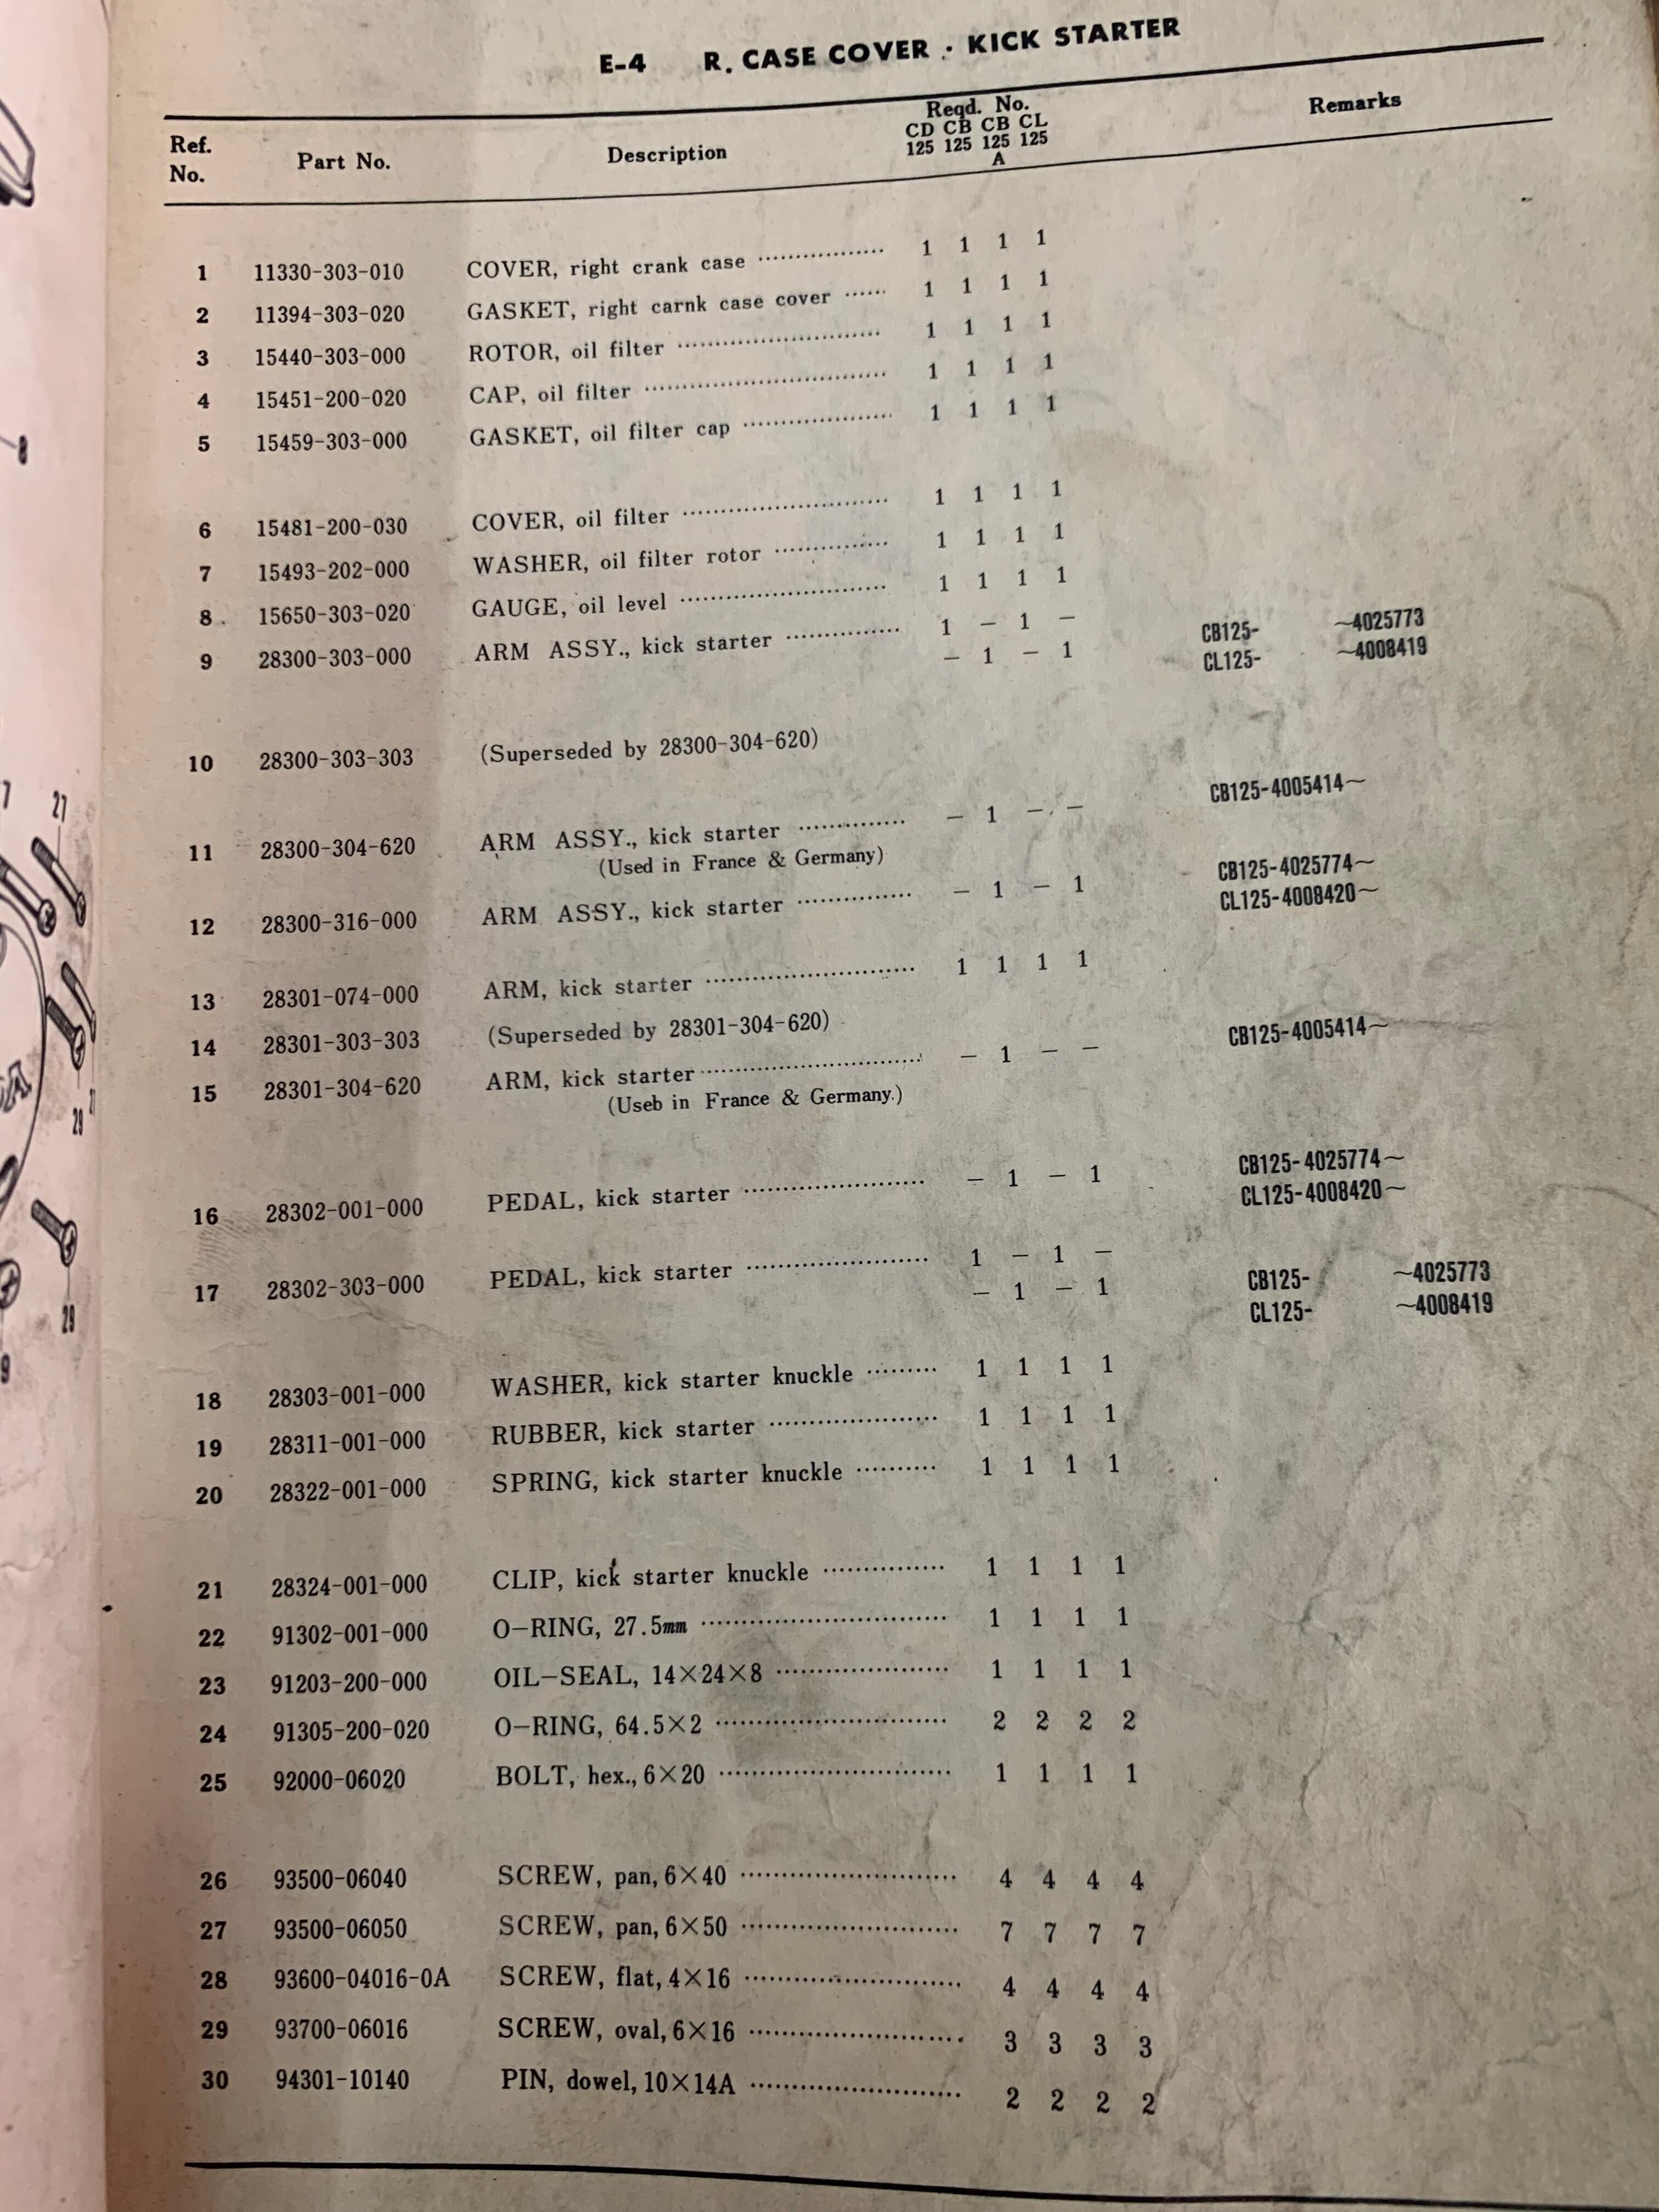 E-4 R. CASE COVER · KICK STARTER
Ref. No. Part No. Description Reqd. No. CD 125 CB 125 CB 125 A CL 125 Remarks
1 11330-303-010 COVER, right crank case 1 1 1 1
2 11394-303-020 GASKET, right carnk case cover 1 1 1 1
3 15440-303-000 ROTOR, oil filter 1 1 1 1
4 15451-200-020 CAP, oil filter 1 1 1 1
5 15459-303-000 GASKET, oil filter cap 1 1 1 1
6 15481-200-030 COVER, oil filter 1 1 1 1
7 15493-202-000 WASHER, oil filter rotor 1 1 1 1
8 15650-303-020 GAUGE, oil level 1 1 1 1
9 28300-303-000 ARM ASSY., kick starter 1 - 1 - CB125- ~4025773
- 1 - 1 CL125- ~4008419
10 28300-303-303 (Superseded by 28300-304-620)
11 28300-304-620 ARM ASSY., kick starter - 1 - - CB125-4005414~
(Used in France & Germany)
12 28300-316-000 ARM ASSY., kick starter - 1 - 1 CB125-4025774~
CL125-4008420~
13 28301-074-000 ARM, kick starter 1 1 1 1
14 28301-303-303 (Superseded by 28301-304-620)
15 28301-304-620 ARM, kick starter - 1 - - CB125-4005414~
(Useb in France & Germany.)
16 28302-001-000 PEDAL, kick starter - 1 - 1 CB125-4025774~
CL125-4008420~
17 28302-303-000 PEDAL, kick starter 1 - 1 - CB125- ~4025773
- 1 - 1 CL125- ~4008419
18 28303-001-000 WASHER, kick starter knuckle 1 1 1 1
19 28311-001-000 RUBBER, kick starter 1 1 1 1
20 28322-001-000 SPRING, kick starter knuckle 1 1 1 1
21 28324-001-000 CLIP, kick starter knuckle 1 1 1 1
22 91302-001-000 O-RING, 27.5mm 1 1 1 1
23 91203-200-000 OIL-SEAL, 14×24×8 1 1 1 1
24 91305-200-020 O-RING, 64.5×2 2 2 2 2
25 92000-06020 BOLT, hex., 6×20 1 1 1 1
26 93500-06040 SCREW, pan, 6×40 4 4 4 4
27 93500-06050 SCREW, pan, 6×50 7 7 7 7
28 93600-04016-0A SCREW, flat, 4×16 4 4 4 4
29 93700-06016 SCREW, oval, 6×16 3 3 3 3
30 94301-10140 PIN, dowel, 10×14A 2 2 2 2
8
27
28